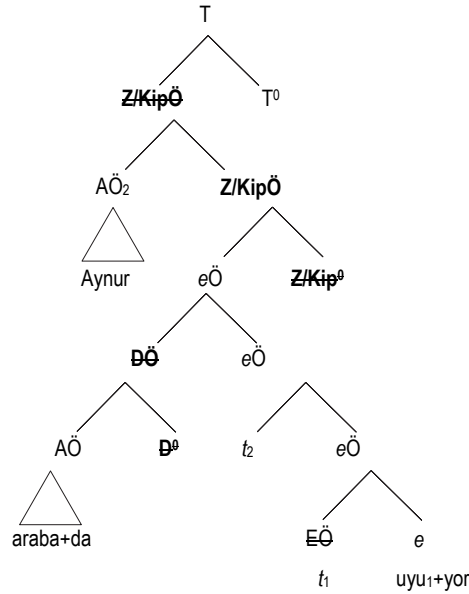 T
Z/KipÖ T⁰
AÖ₂ Z/KipÖ
Aynur eÖ Z/Kip⁰
DÖ eÖ
AÖ D⁰ t₂ eÖ
araba+da EÖ e
t₁ uyu₁+yor